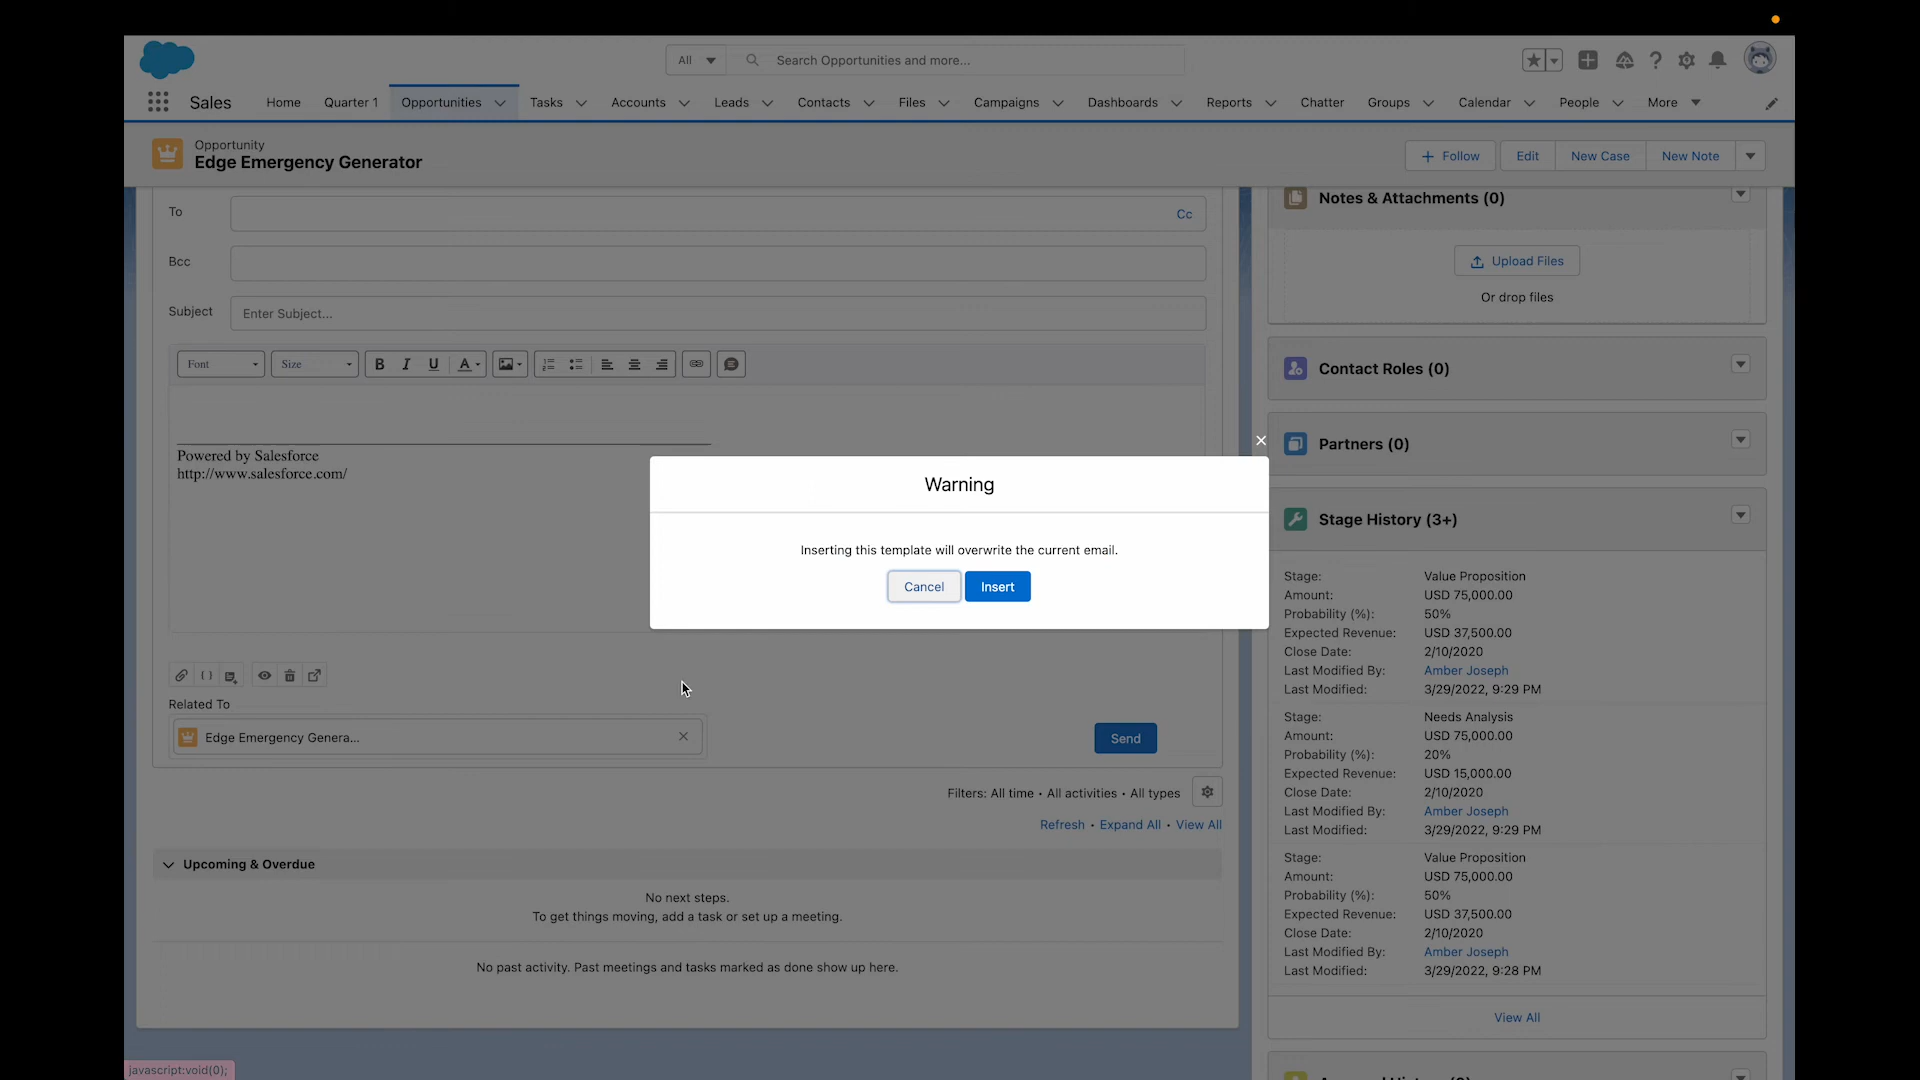 All
Search Opportunities and more...
Sales
Home
Quarter 1
Opportunities
Tasks
Accounts
Leads
Contacts
Files
Campaigns
Dashboards
Reports
Chatter
Groups
Calendar
People
More
Opportunity
Edge Emergency Generator
Follow
Edit
New Case
New Note
To
Cc
Bcc
Subject
Enter Subject...
Font
Size
Powered by Salesforce
http://www.salesforce.com/
Warning
Inserting this template will overwrite the current email.
Cancel
Insert
Related To
Edge Emergency Genera...
Send
Filters: All time • All activities • All types
Refresh • Expand All • View All
Upcoming & Overdue
No next steps.
To get things moving, add a task or set up a meeting.
No past activity. Past meetings and tasks marked as done show up here.
Notes & Attachments (0)
Upload Files
Or drop files
Contact Roles (0)
Partners (0)
Stage History (3+)
Stage: Value Proposition
Amount: USD 75,000.00
Probability (%): 50%
Expected Revenue: USD 37,500.00
Close Date: 2/10/2020
Last Modified By: Amber Joseph
Last Modified: 3/29/2022, 9:29 PM
Stage: Needs Analysis
Amount: USD 75,000.00
Probability (%): 20%
Expected Revenue: USD 15,000.00
Close Date: 2/10/2020
Last Modified By: Amber Joseph
Last Modified: 3/29/2022, 9:29 PM
Stage: Value Proposition
Amount: USD 75,000.00
Probability (%): 50%
Expected Revenue: USD 37,500.00
Close Date: 2/10/2020
Last Modified By: Amber Joseph
Last Modified: 3/29/2022, 9:28 PM
View All
javascript:void(0);